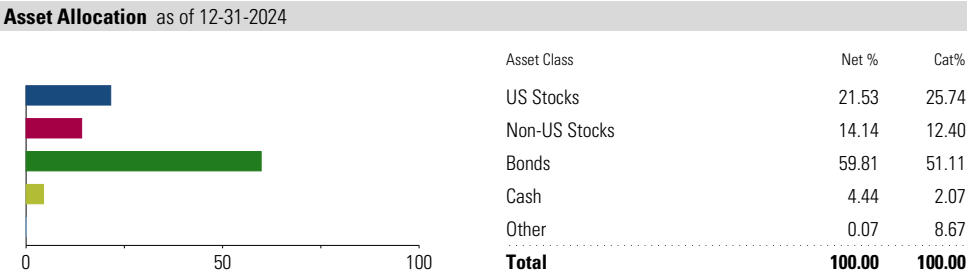 Asset Allocation as of 12-31-2024
Asset Class Net % Cat%
US Stocks 21.53 25.74
Non-US Stocks 14.14 12.40
Bonds 59.81 51.11
Cash 4.44 2.07
Other 0.07 8.67
Total 100.00 100.00
0 50 100